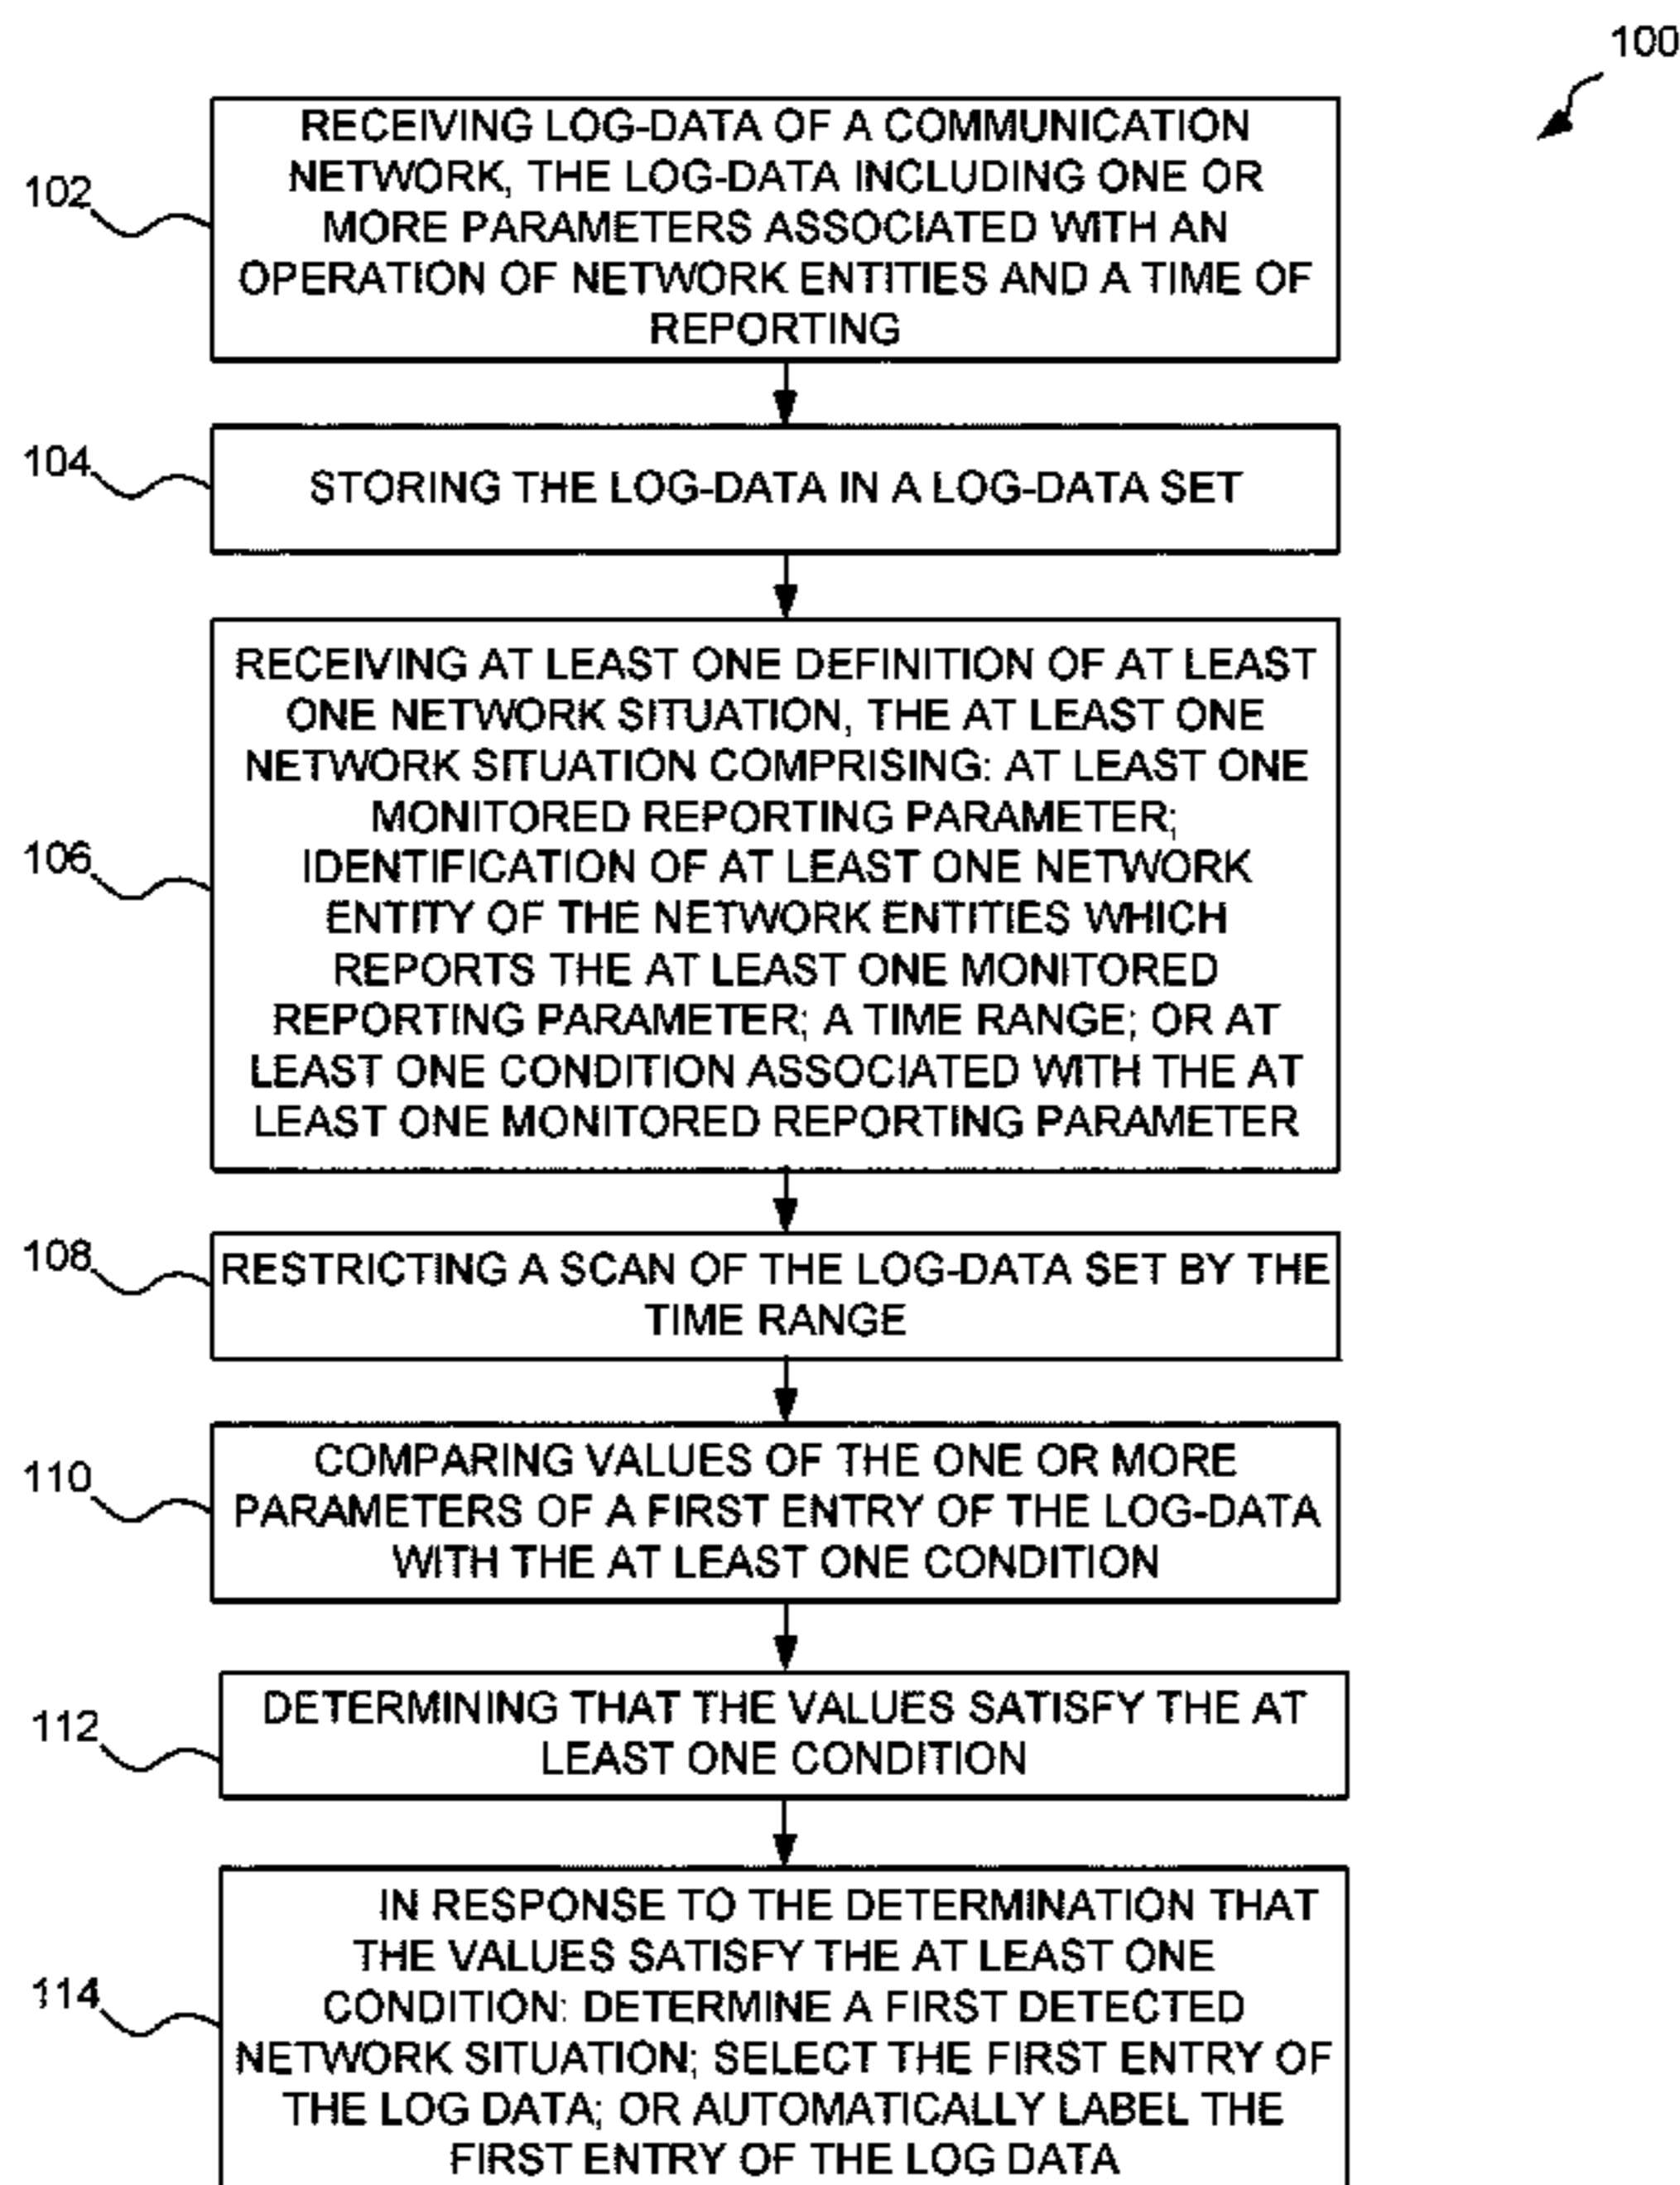 100
RECEIVING LOG-DATA OF A COMMUNICATION
NETWORK, THE LOG-DATA INCLUDING ONE OR
MORE PARAMETERS ASSOCIATED WITH AN
OPERATION OF NETWORK ENTITIES AND A TIME OF
REPORTING
102
104
STORING THE LOG-DATA IN A LOG-DATA SET
RECEIVING AT LEAST ONE DEFINITION OF AT LEAST
ONE NETWORK SITUATION, THE AT LEAST ONE
NETWORK SITUATION COMPRISING: AT LEAST ONE
MONITORED REPORTING PARAMETER;
IDENTIFICATION OF AT LEAST ONE NETWORK
ENTITY OF THE NETWORK ENTITIES WHICH
REPORTS THE AT LEAST ONE MONITORED
REPORTING PARAMETER; A TIME RANGE; OR AT
LEAST ONE CONDITION ASSOCIATED WITH THE AT
LEAST ONE MONITORED REPORTING PARAMETER
106
108
RESTRICTING A SCAN OF THE LOG-DATA SET BY THE
TIME RANGE
110
COMPARING VALUES OF THE ONE OR MORE
PARAMETERS OF A FIRST ENTRY OF THE LOG-DATA
WITH THE AT LEAST ONE CONDITION
112
DETERMINING THAT THE VALUES SATISFY THE AT
LEAST ONE CONDITION
114
IN RESPONSE TO THE DETERMINATION THAT
THE VALUES SATISFY THE AT LEAST ONE
CONDITION: DETERMINE A FIRST DETECTED
NETWORK SITUATION; SELECT THE FIRST ENTRY OF
THE LOG DATA; OR AUTOMATICALLY LABEL THE
FIRST ENTRY OF THE LOG DATA